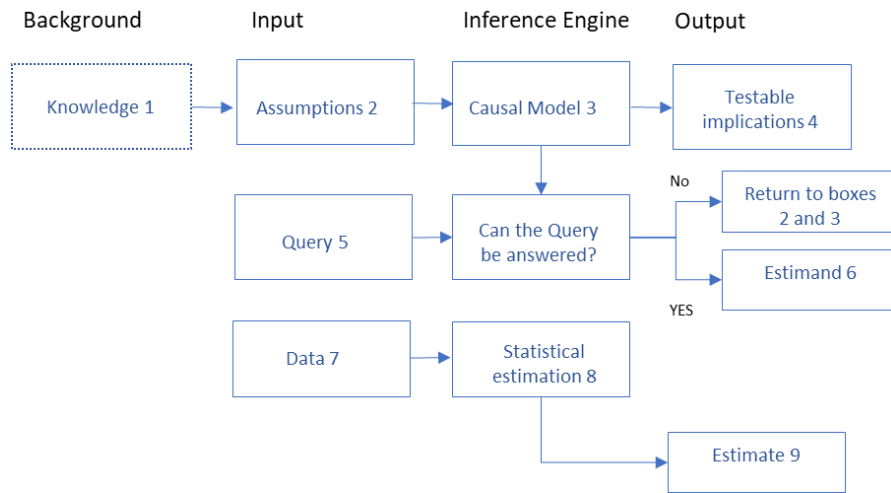 Background
Input
Inference Engine
Output
Knowledge 1
Assumptions 2
Causal Model 3
Testable
implications 4
Query 5
Can the Query
be answered?
No
Return to boxes
2 and 3
Estimand 6
YES
Data 7
Statistical
estimation 8
Estimate 9